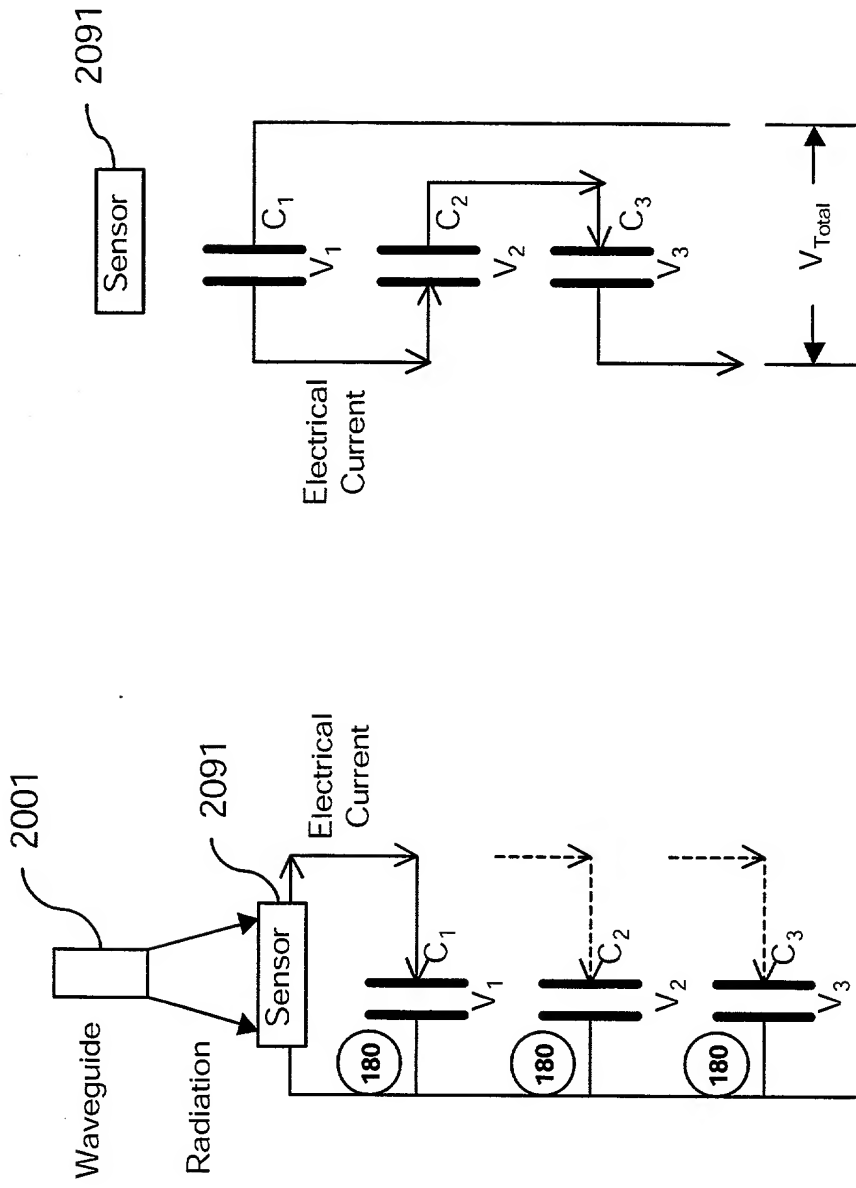 Waveguide
2001
Radiation
2091
Sensor
Electrical
Current
180
C1
V1
180
C2
V2
180
C3
V3
2091
Sensor
C1
V1
Electrical
Current
C2
V2
C3
V3
VTotal